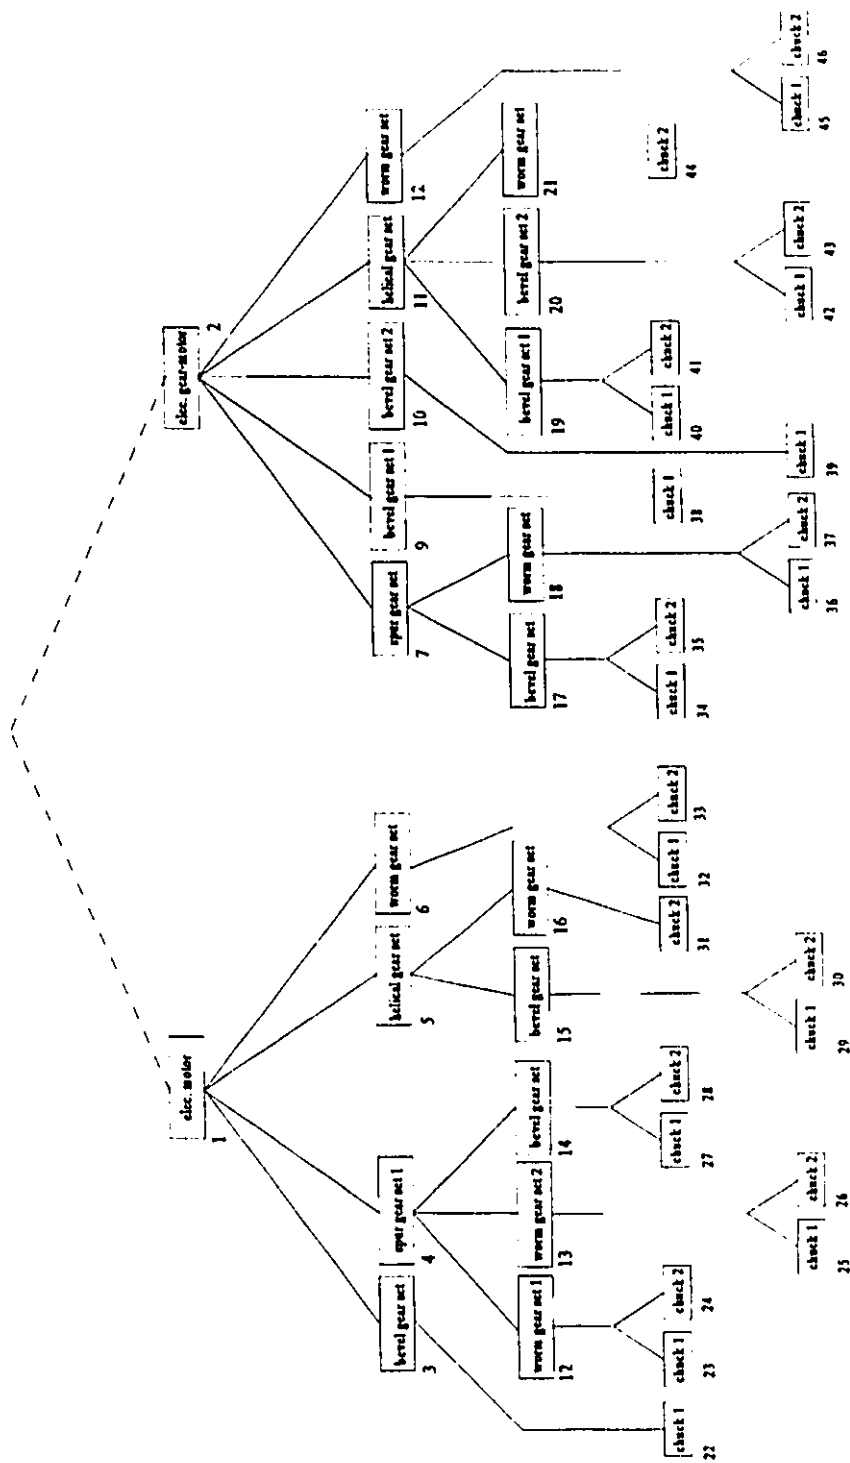 elec. motor
1
elec. gear-motor
2
bevel gear set
3
spur gear set 1
4
helical gear set
5
worm gear set
6
spur gear set
7
bevel gear set 1
9
bevel gear set 2
10
helical gear set
11
worm gear set
12
worm gear set 1
12
worm gear set 2
13
bevel gear set
14
bevel gear set
15
worm gear set
16
bevel gear set
17
worm gear set
18
bevel gear set 1
19
bevel gear set 2
20
worm gear set
21
chuck 1
22
chuck 1
23
chuck 2
24
chuck 1
25
chuck 2
26
chuck 1
27
chuck 2
28
chuck 1
29
chuck 2
30
chuck 2
31
chuck 1
32
chuck 2
33
chuck 1
34
chuck 2
35
chuck 1
36
chuck 2
37
chuck 1
38
chuck 1
39
chuck 1
40
chuck 2
41
chuck 1
42
chuck 2
43
chuck 2
44
chuck 1
45
chuck 2
46